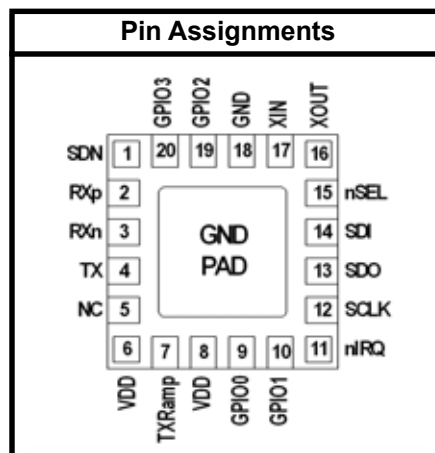 Pin Assignments
GPIO3
GPIO2
GND
XIN
XOUT
SDN 1 20 19 18 17 16
RXp 2 15 nSEL
RXn 3 GND 14 SDI
TX 4 PAD 13 SDO
NC 5 12 SCLK
6 7 8 9 10 11 nIRQ
VDD
TXRamp
VDD
GPIO0
GPIO1